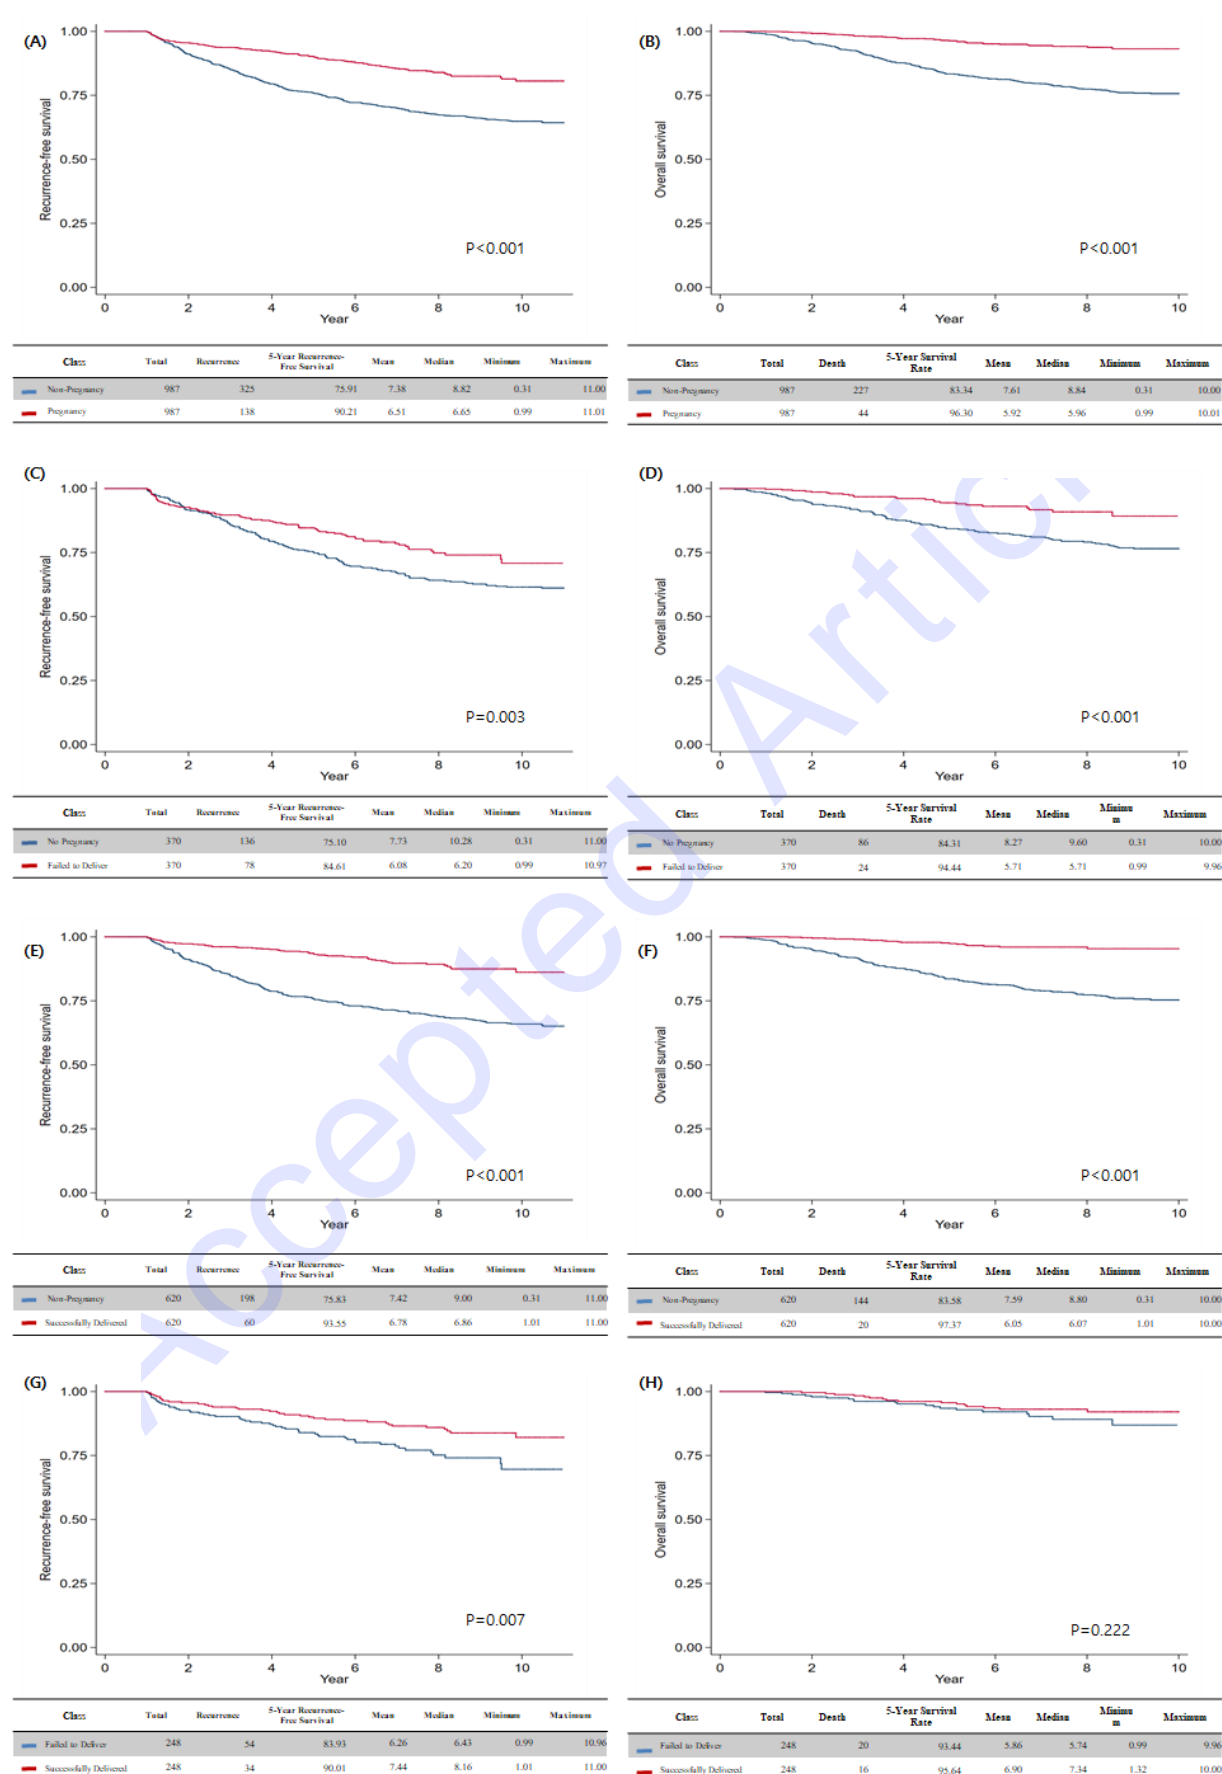 (A)
1.00
0.75
0.50
0.25
0.00
Recurrence-free survival
P<0.001
0 2 4 6 8 10
Year
Class Total Recurrence 5-Year Recurrence-Free Survival Mean Median Minimum Maximum
Non-Pregnancy 987 325 75.91 7.38 8.82 0.31 11.00
Pregnancy 987 138 90.21 6.51 6.65 0.99 11.01
(B)
1.00
0.75
0.50
0.25
0.00
Overall survival
P<0.001
0 2 4 6 8 10
Year
Class Total Death 5-Year Survival Rate Mean Median Minimum Maximum
Non-Pregnancy 987 227 83.34 7.61 8.84 0.31 10.00
Pregnancy 987 44 96.30 5.92 5.96 0.99 10.01
(C)
1.00
0.75
0.50
0.25
0.00
Recurrence-free survival
P=0.003
0 2 4 6 8 10
Year
Class Total Recurrence 5-Year Recurrence-Free Survival Mean Median Minimum Maximum
No Pregnancy 370 136 75.10 7.73 10.28 0.31 11.00
Failed to Deliver 370 78 84.61 6.08 6.20 0/99 10.97
(D)
1.00
0.75
0.50
0.25
0.00
Overall survival
P<0.001
0 2 4 6 8 10
Year
Class Total Death 5-Year Survival Rate Mean Median Minimu m Maximum
No Pregnancy 370 86 84.31 8.27 9.60 0.31 10.00
Failed to Deliver 370 24 94.44 5.71 5.71 0.99 9.96
(E)
1.00
0.75
0.50
0.25
0.00
Recurrence-free survival
P<0.001
0 2 4 6 8 10
Year
Class Total Recurrence 5-Year Recurrence-Free Survival Mean Median Minimum Maximum
Non-Pregnancy 620 198 75.83 7.42 9.00 0.31 11.00
Successfully Delivered 620 60 93.55 6.78 6.86 1.01 11.00
(F)
1.00
0.75
0.50
0.25
0.00
Overall survival
P<0.001
0 2 4 6 8 10
Year
Class Total Death 5-Year Survival Rate Mean Median Minimum Maximum
Non-Pregnancy 620 144 83.58 7.59 8.80 0.31 10.00
Successfully Delivered 620 20 97.37 6.05 6.07 1.01 10.00
(G)
1.00
0.75
0.50
0.25
0.00
Recurrence-free survival
P=0.007
0 2 4 6 8 10
Year
Class Total Recurrence 5-Year Recurrence-Free Survival Mean Median Minimum Maximum
Failed to Deliver 248 54 83.93 6.26 6.43 0.99 10.96
Successfully Delivered 248 34 90.01 7.44 8.16 1.01 11.00
(H)
1.00
0.75
0.50
0.25
0.00
Overall survival
P=0.222
0 2 4 6 8 10
Year
Class Total Death 5-Year Survival Rate Mean Median Minimu m Maximum
Failed to Deliver 248 20 93.44 5.86 5.74 0.99 9.96
Successfully Delivered 248 16 95.64 6.90 7.34 1.32 10.00
Accepted Artic